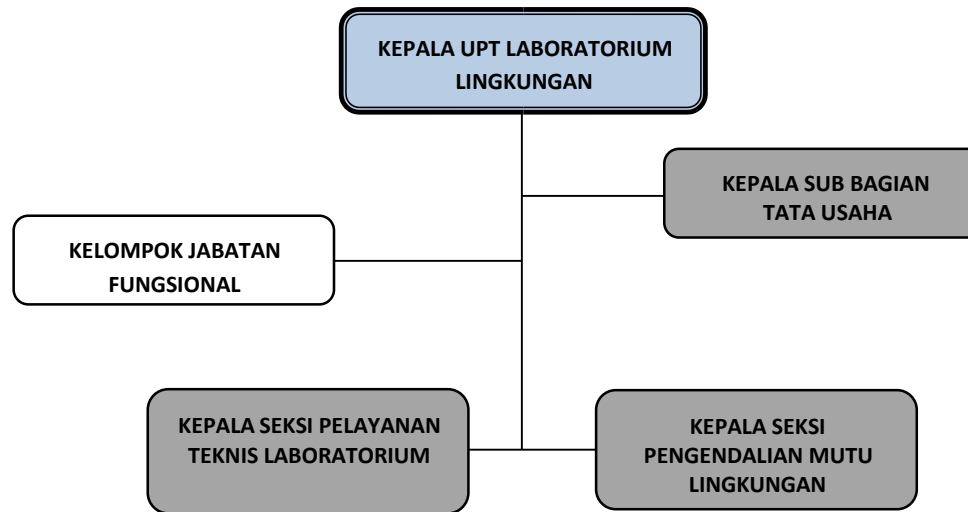 KEPALA UPT LABORATORIUM
LINGKUNGAN
KEPALA SUB BAGIAN
TATA USAHA
KELOMPOK JABATAN
FUNGSIONAL
KEPALA SEKSI PELAYANAN
TEKNIS LABORATORIUM
KEPALA SEKSI
PENGENDALIAN MUTU
LINGKUNGAN